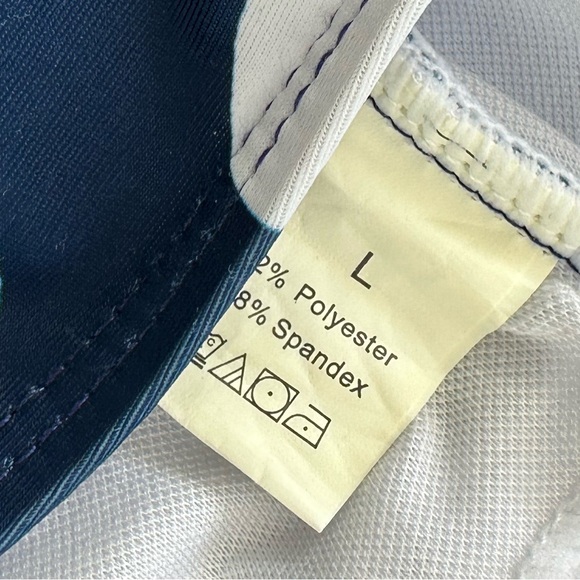 L
2% Polyester
8% Spandex